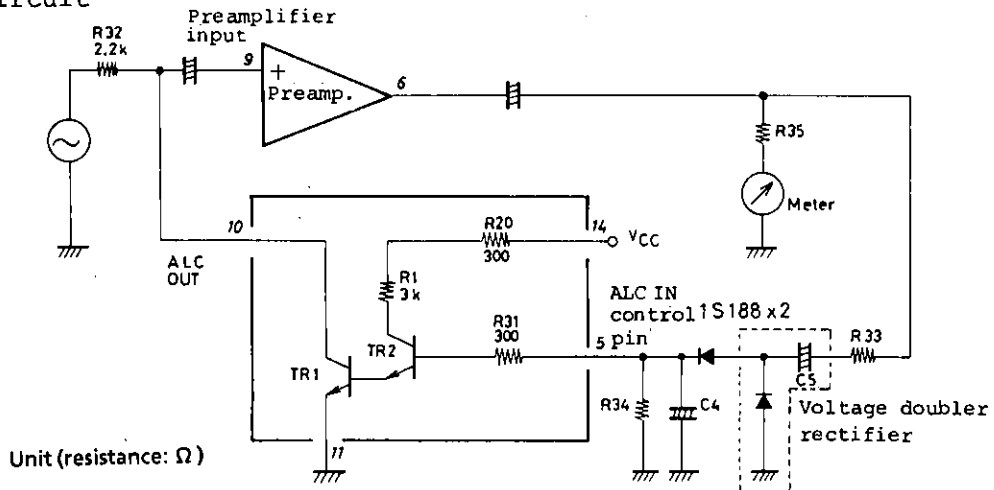 ircuit
Preamplifier
input
R32
2.2k
9
+
Preamp.
6
R35
Meter
10
ALC
OUT
R20
300
14
VCC
R1
3k
ALC IN
control 1S188 x2
pin
R31
300
5
TR2
TR1
R33
C5
R34
C4
Voltage doubler
rectifier
11
Unit (resistance: Ω)